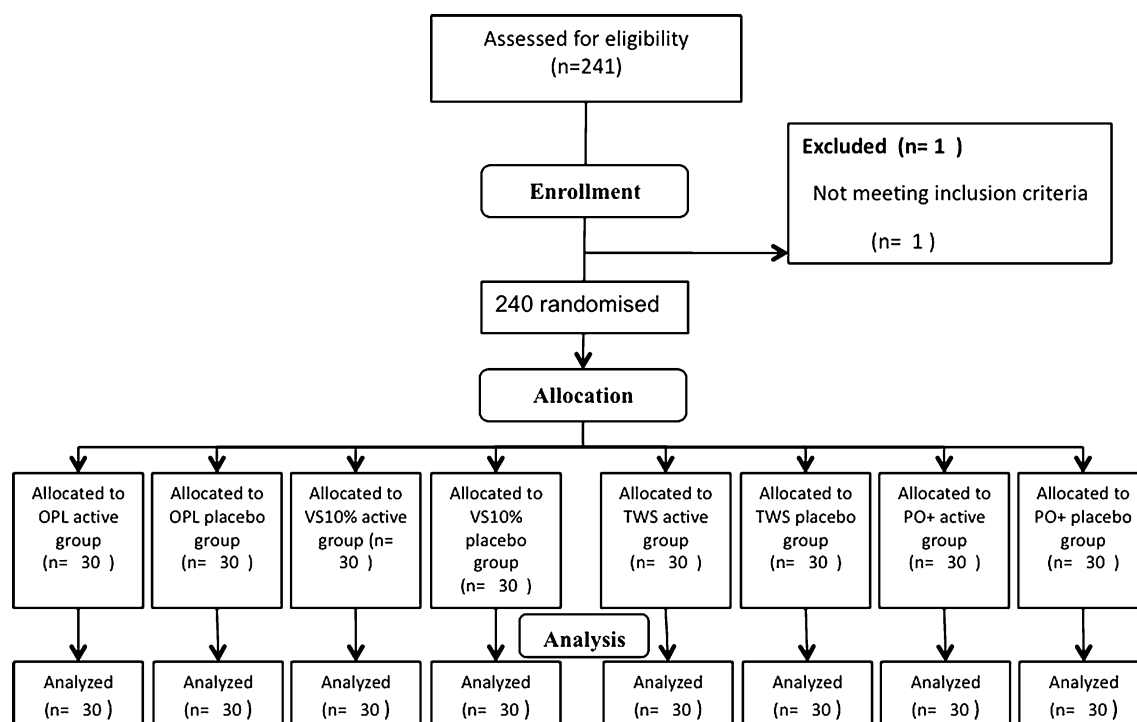 Assessed for eligibility
(n=241)
Excluded (n= 1 )
Not meeting inclusion criteria
(n= 1 )
Enrollment
240 randomised
Allocation
Allocated to
OPL active
group
(n= 30 )
Allocated to
OPL placebo
group
(n= 30 )
Allocated to
VS10% active
group (n=
30 )
Allocated to
VS10%
placebo
group
(n= 30 )
Allocated to
TWS active
group
(n= 30 )
Allocated to
TWS placebo
group
(n= 30 )
Allocated to
PO+ active
group
(n= 30 )
Allocated to
PO+ placebo
group
(n= 30 )
Analysis
Analyzed
(n= 30 )
Analyzed
(n= 30 )
Analyzed
(n= 30 )
Analyzed
(n= 30 )
Analyzed
(n= 30 )
Analyzed
(n= 30 )
Analyzed
(n= 30 )
Analyzed
(n= 30 )